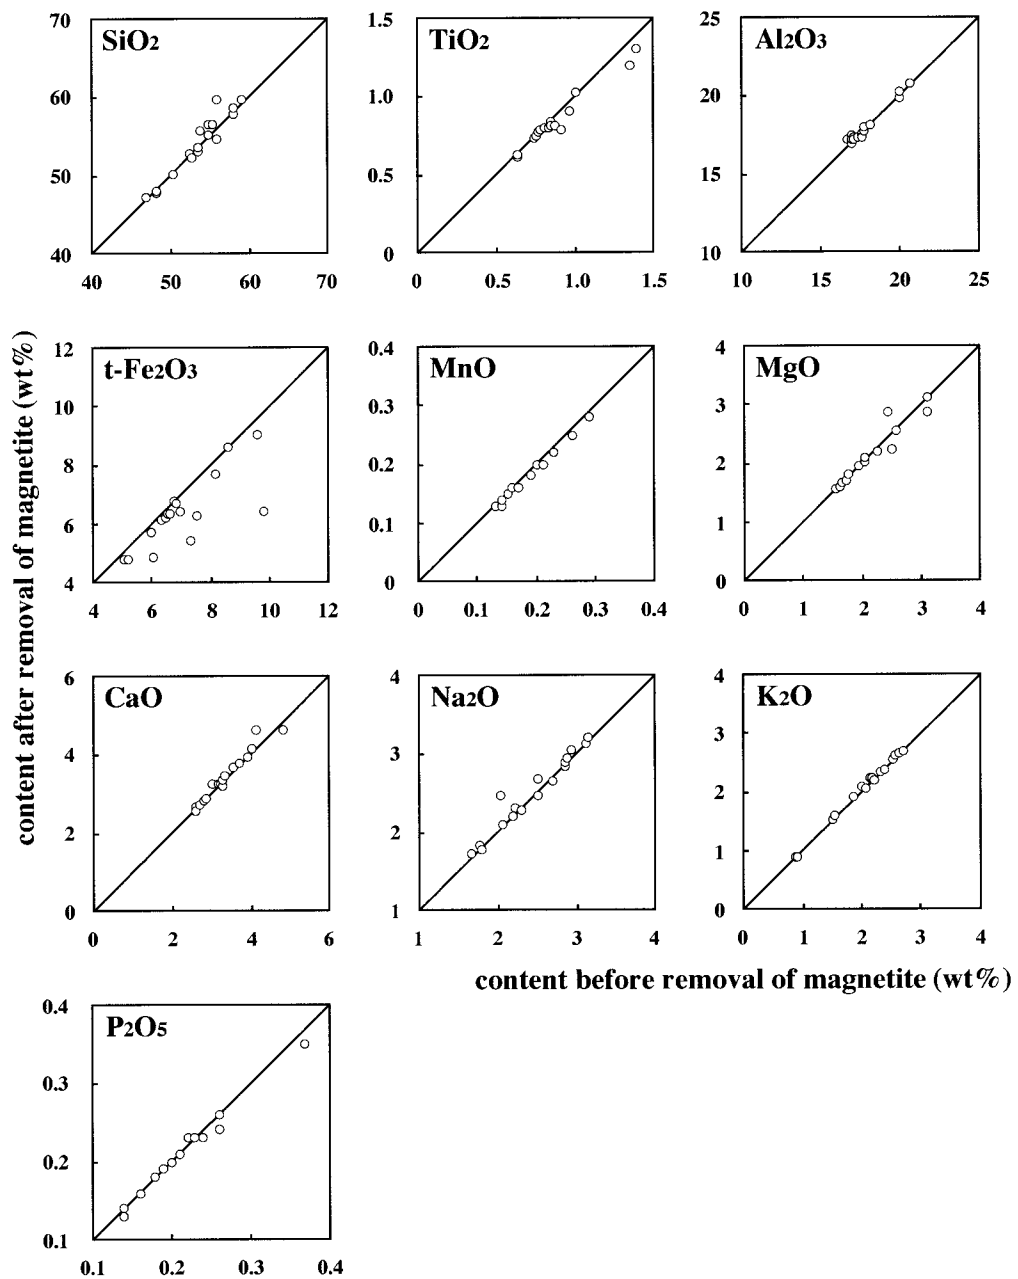 70
SiO2
60
50
40
40 50 60 70
1.5
TiO2
1.0
0.5
0
0 0.5 1.0 1.5
25
Al2O3
20
15
10
10 15 20 25
content after removal of magnetite (wt%)
12
t-Fe2O3
10
8
6
4
4 6 8 10 12
0.4
MnO
0.3
0.2
0.1
0
0 0.1 0.2 0.3 0.4
4
MgO
3
2
1
0
0 1 2 3 4
6
CaO
4
2
0
0 2 4 6
4
Na2O
3
2
1
1 2 3 4
4
K2O
3
2
1
0
0 1 2 3 4
content before removal of magnetite (wt%)
0.4
P2O5
0.3
0.2
0.1
0.1 0.2 0.3 0.4